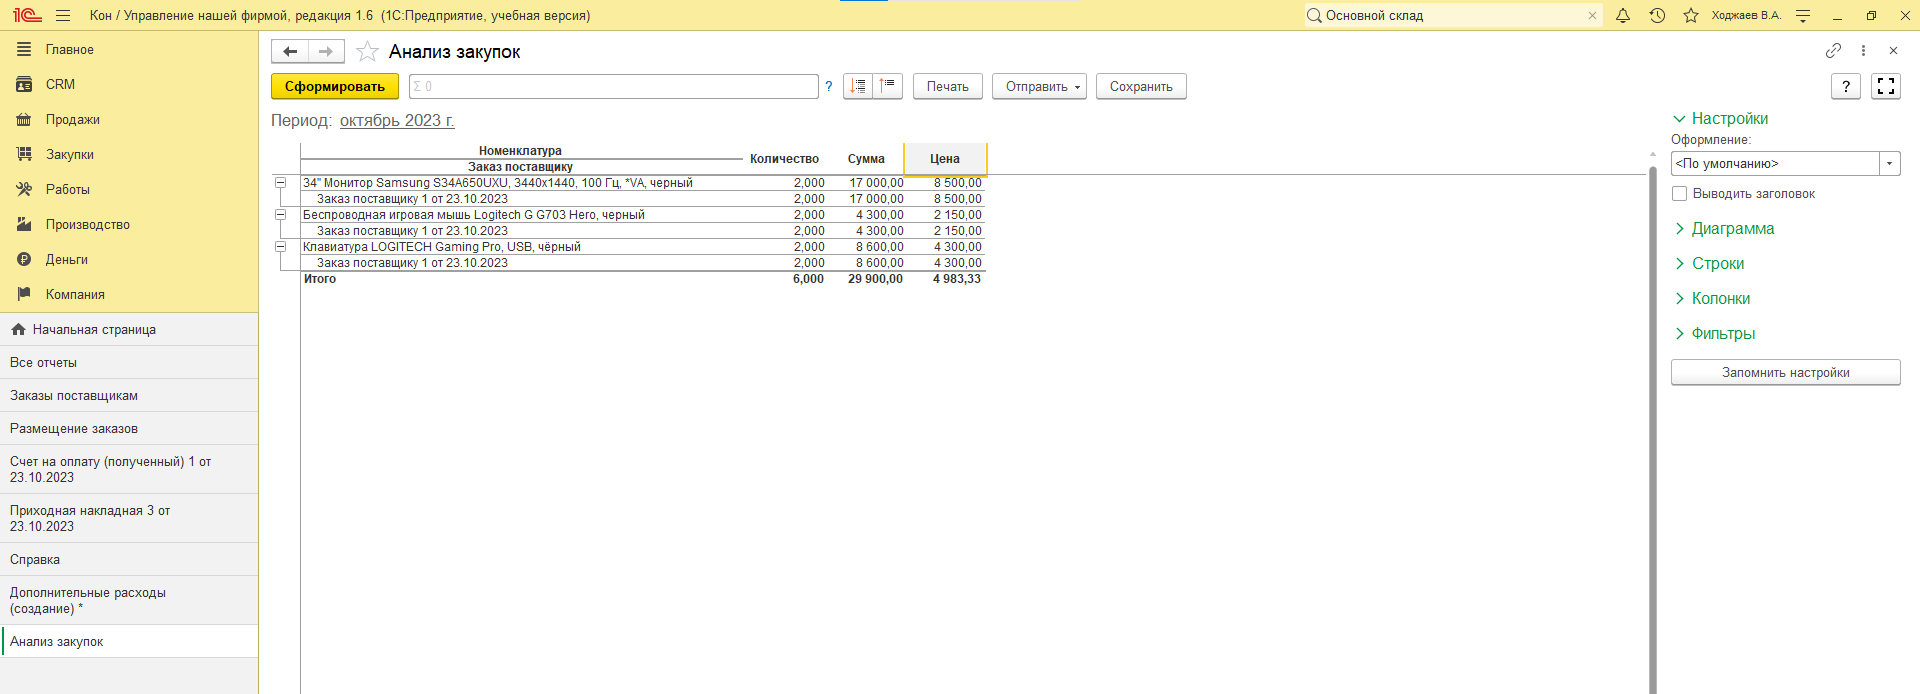 1С Кон / Управление нашей фирмой, редакция 1.6 (1С:Предприятие, учебная версия) Основной склад × Ходжаев В.А.
Главное
CRM
Продажи
Закупки
Работы
Производство
Деньги
Компания
Начальная страница
Все отчеты
Заказы поставщикам
Размещение заказов
Счет на оплату (полученный) 1 от
23.10.2023
Приходная накладная 3 от
23.10.2023
Справка
Дополнительные расходы
(создание) *
Анализ закупок
Анализ закупок
Сформировать Σ 0 ? Печать Отправить Сохранить ?
Период: октябрь 2023 г.
Номенклатура Количество Сумма Цена
Заказ поставщику
34" Монитор Samsung S34A650UXU, 3440x1440, 100 Гц, *VA, черный 2,000 17 000,00 8 500,00
Заказ поставщику 1 от 23.10.2023 2,000 17 000,00 8 500,00
Беспроводная игровая мышь Logitech G G703 Hero, черный 2,000 4 300,00 2 150,00
Заказ поставщику 1 от 23.10.2023 2,000 4 300,00 2 150,00
Клавиатура LOGITECH Gaming Pro, USB, чёрный 2,000 8 600,00 4 300,00
Заказ поставщику 1 от 23.10.2023 2,000 8 600,00 4 300,00
Итого 6,000 29 900,00 4 983,33
Настройки
Оформление:
<По умолчанию>
Выводить заголовок
Диаграмма
Строки
Колонки
Фильтры
Запомнить настройки